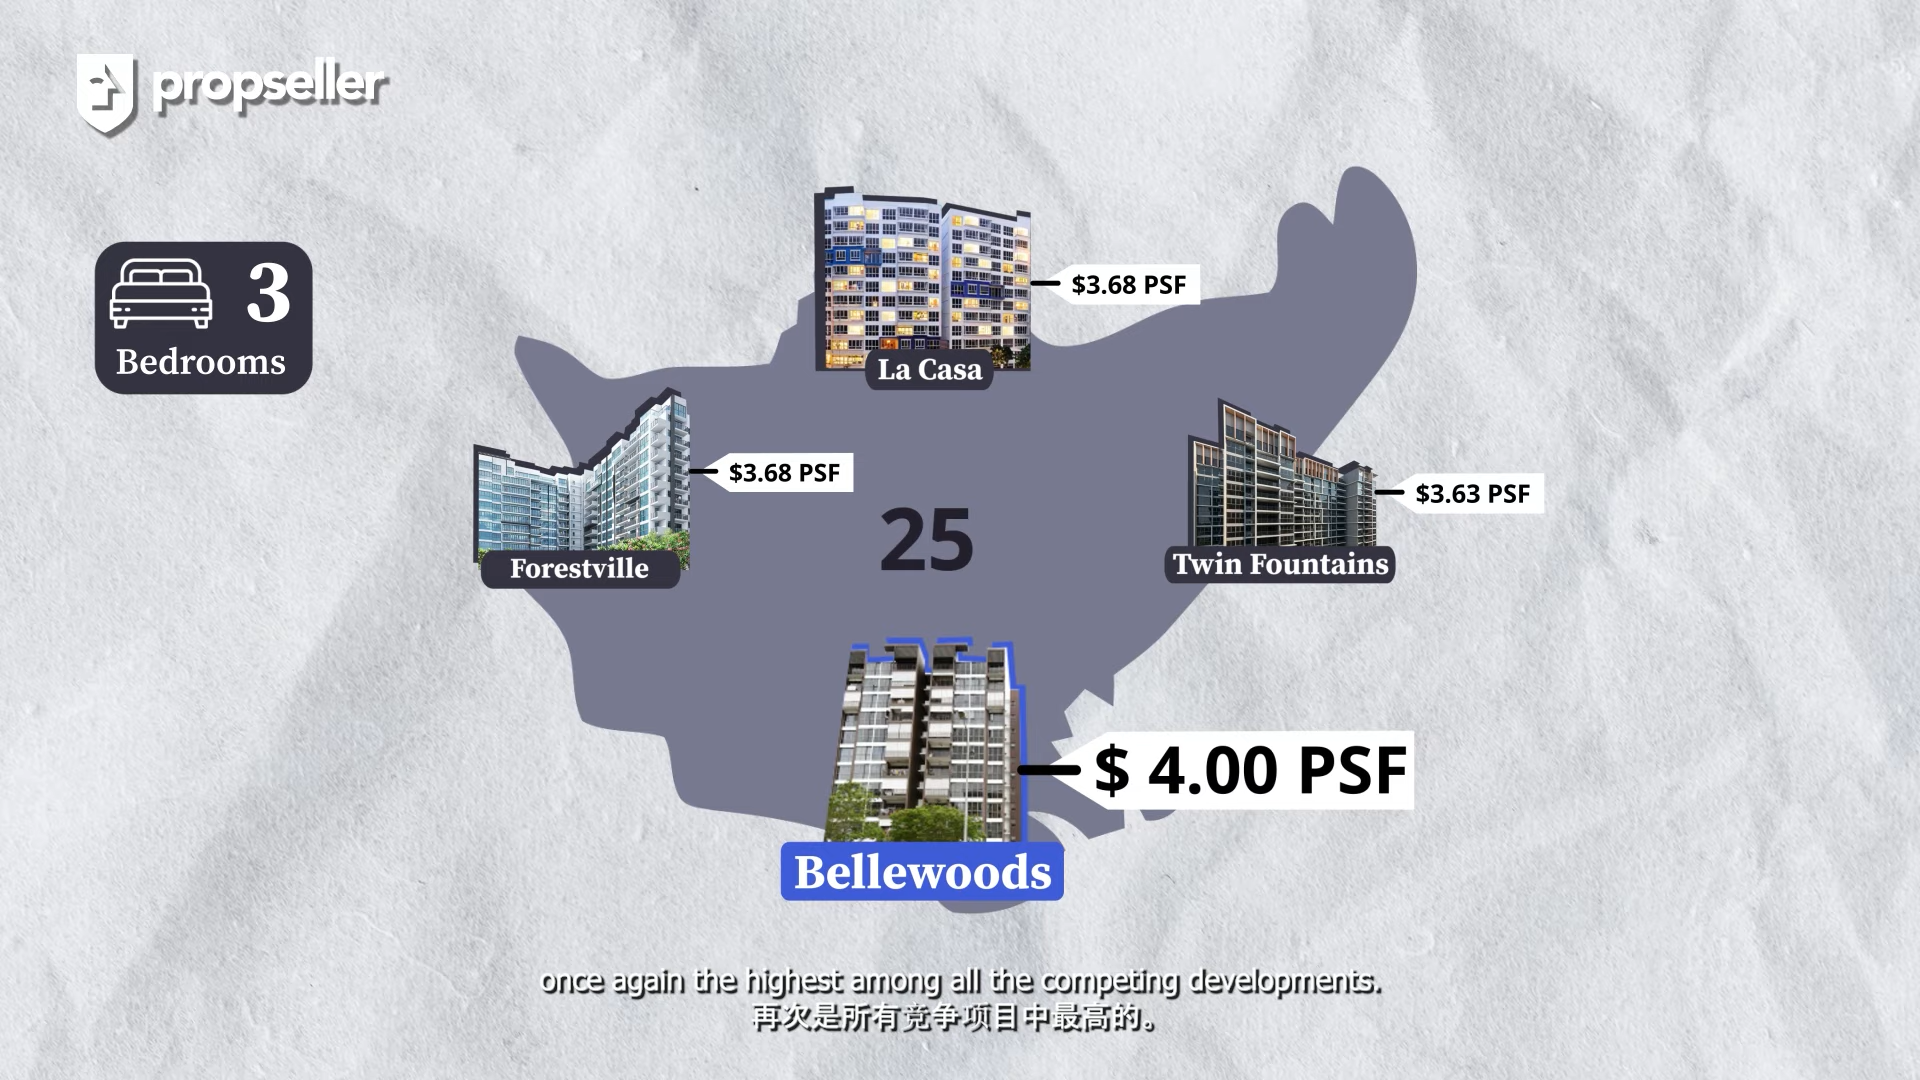 propseller
3
Bedrooms
La Casa
$3.68 PSF
Forestville
$3.68 PSF
25
Twin Fountains
$3.63 PSF
Bellewoods
$ 4.00 PSF
once again the highest among all the competing developments.
再次是所有竞争项目中最高的。